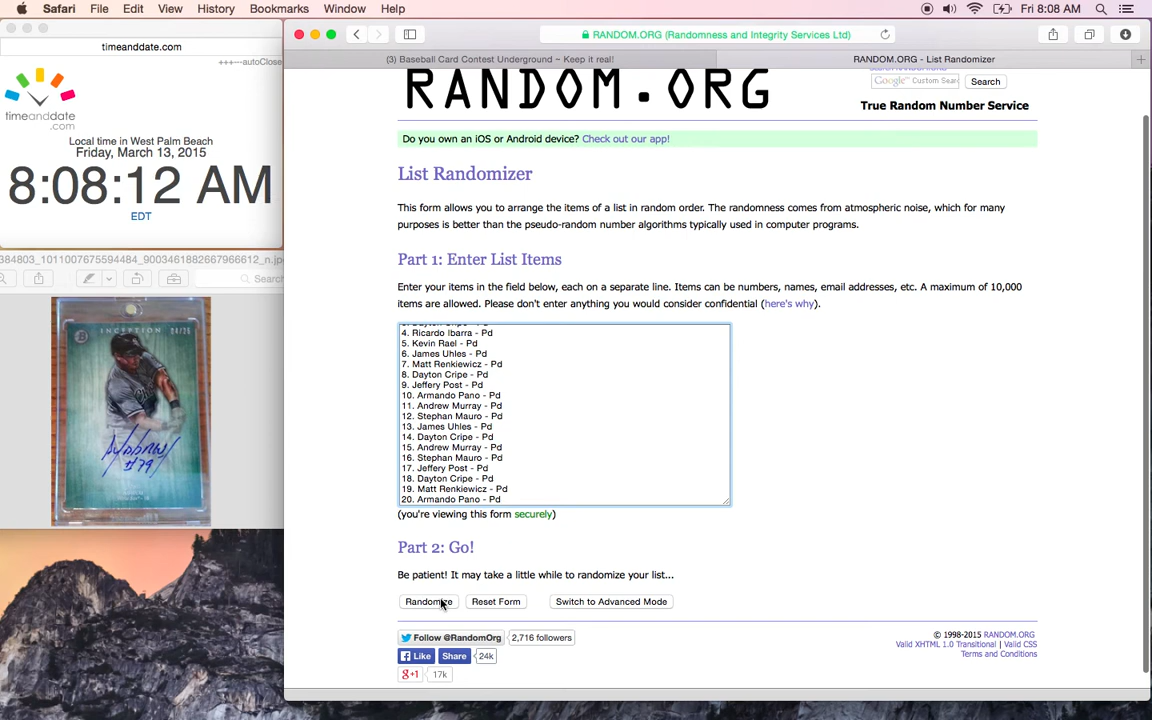 Safari File Edit View History Bookmarks Window Help
Fri 8:08 AM
timeanddate.com
+++---autoClose
timeanddate
.com
Local time in West Palm Beach
Friday, March 13, 2015
8:08:12 AM
EDT
384803_1011007675594484_9003461882667966612_n.jp
Search
INCEPTION
#79
RANDOM.ORG (Randomness and Integrity Services Ltd)
(3) Baseball Card Contest Underground ~ Keep it real!
RANDOM.ORG - List Randomizer
RANDOM.ORG
Google™ Custom Sear
Search
True Random Number Service
Do you own an iOS or Android device? Check out our app!
List Randomizer
This form allows you to arrange the items of a list in random order. The randomness comes from atmospheric noise, which for many
purposes is better than the pseudo-random number algorithms typically used in computer programs.
Part 1: Enter List Items
Enter your items in the field below, each on a separate line. Items can be numbers, names, email addresses, etc. A maximum of 10,000
items are allowed. Please don't enter anything you would consider confidential (here's why).
4. Ricardo Ibarra - Pd
5. Kevin Rael - Pd
6. James Uhles - Pd
7. Matt Renkiewicz - Pd
8. Dayton Cripe - Pd
9. Jeffery Post - Pd
10. Armando Pano - Pd
11. Andrew Murray - Pd
12. Stephan Mauro - Pd
13. James Uhles - Pd
14. Dayton Cripe - Pd
15. Andrew Murray - Pd
16. Stephan Mauro - Pd
17. Jeffery Post - Pd
18. Dayton Cripe - Pd
19. Matt Renkiewicz - Pd
20. Armando Pano - Pd
(you're viewing this form securely)
Part 2: Go!
Be patient! It may take a little while to randomize your list...
Randomize Reset Form Switch to Advanced Mode
Follow @RandomOrg 2,716 followers
Like Share 24k
g+1 17k
© 1998-2015 RANDOM.ORG
Valid XHTML 1.0 Transitional | Valid CSS
Terms and Conditions